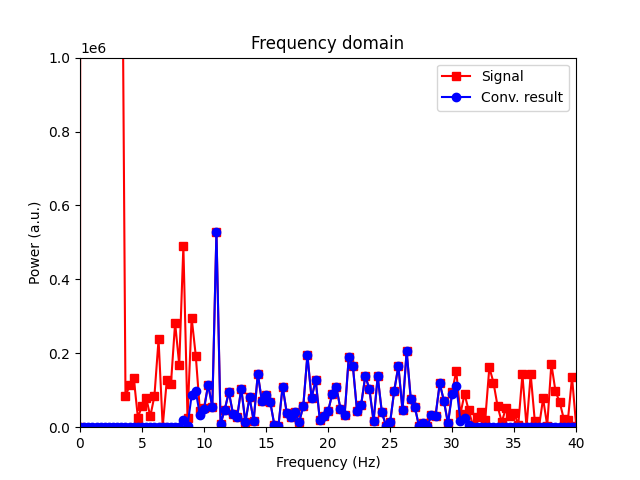 Frequency domain
1e6
Signal
Conv. result
Power (a.u.)
1.0
0.8
0.6
0.4
0.2
0.0
0 5 10 15 20 25 30 35 40
Frequency (Hz)